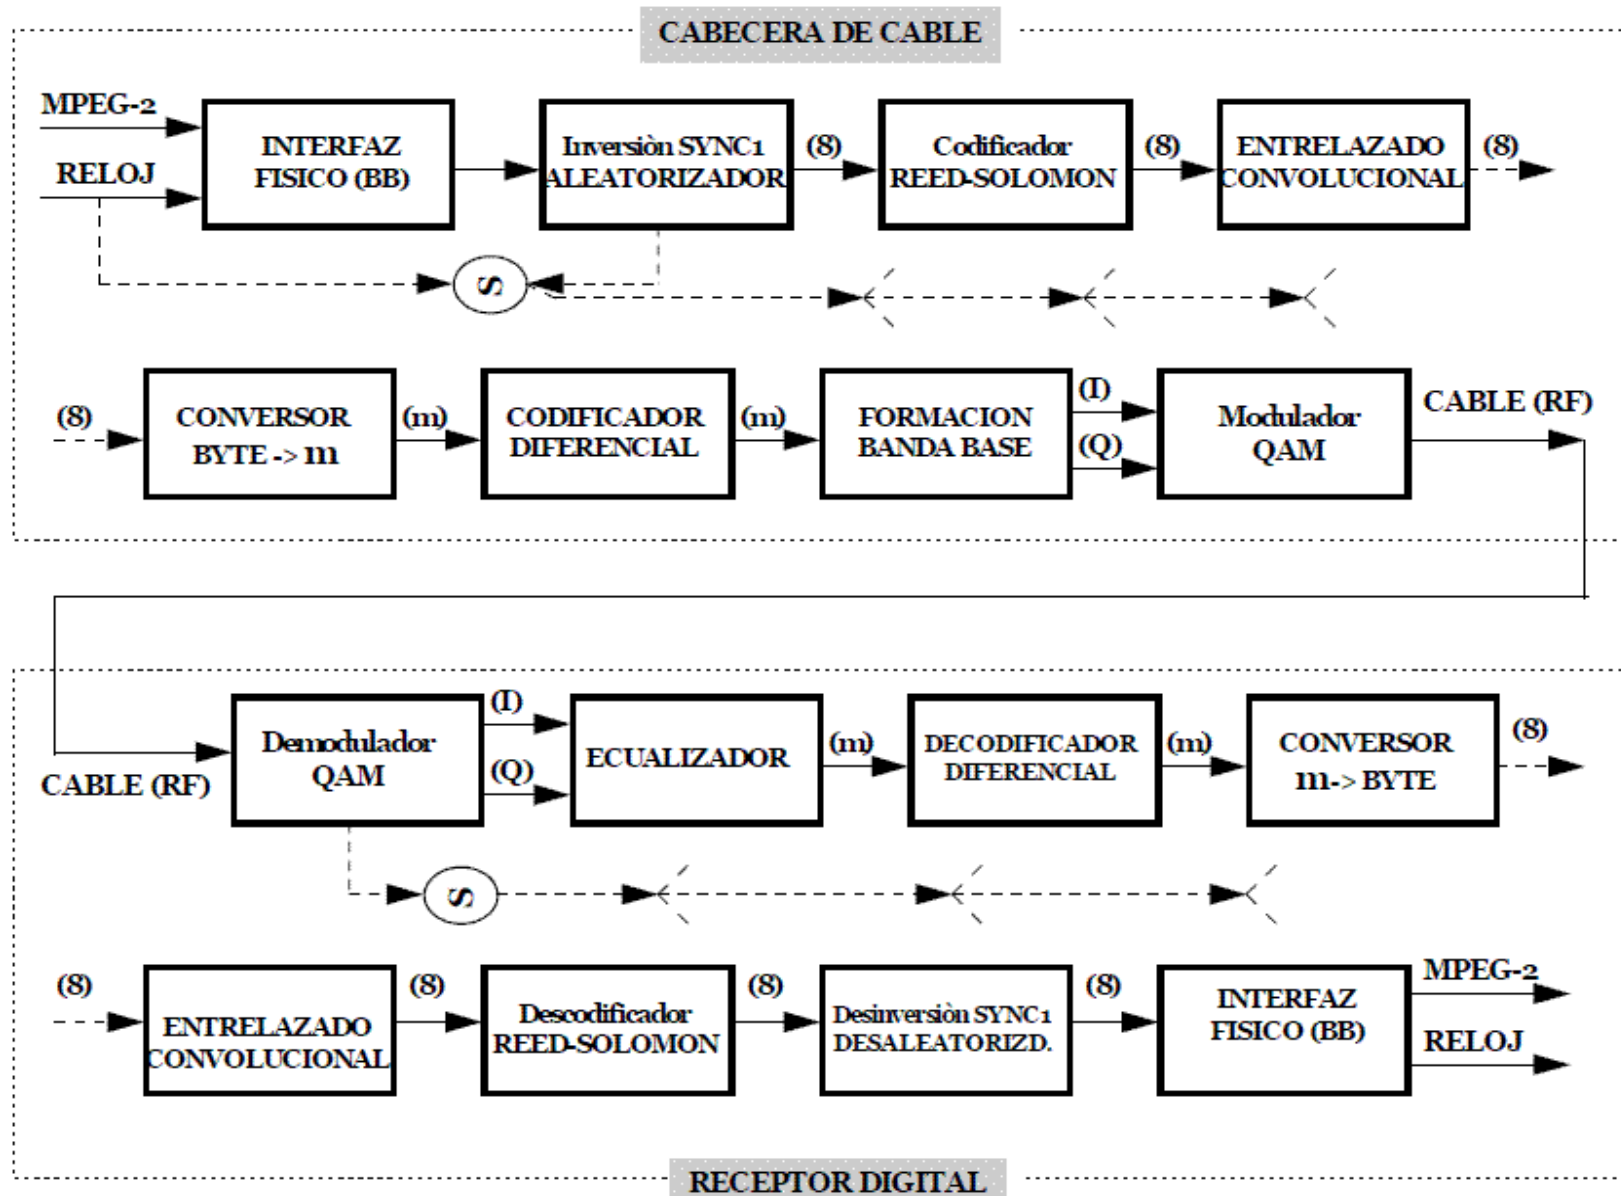 CABECERA DE CABLE
MPEG-2
RELOJ
INTERFAZ
FISICO (BB)
Inversiòn SYNC1
ALEATORIZADOR
(8)
Codificador
REED-SOLOMON
(8)
ENTRELAZADO
CONVOLUCIONAL
(8)
S
(8)
CONVERSOR
BYTE -> m
(m)
CODIFICADOR
DIFERENCIAL
(m)
FORMACION
BANDA BASE
(I)
(Q)
Modulador
QAM
CABLE (RF)
CABLE (RF)
Demodulador
QAM
(I)
(Q)
ECUALIZADOR
(m)
DECODIFICADOR
DIFERENCIAL
(m)
CONVERSOR
m-> BYTE
(8)
S
(8)
ENTRELAZADO
CONVOLUCIONAL
(8)
Descodificador
REED-SOLOMON
(8)
Desinversiòn SYNC1
DESALEATORIZD.
(8)
INTERFAZ
FISICO (BB)
MPEG-2
RELOJ
RECEPTOR DIGITAL